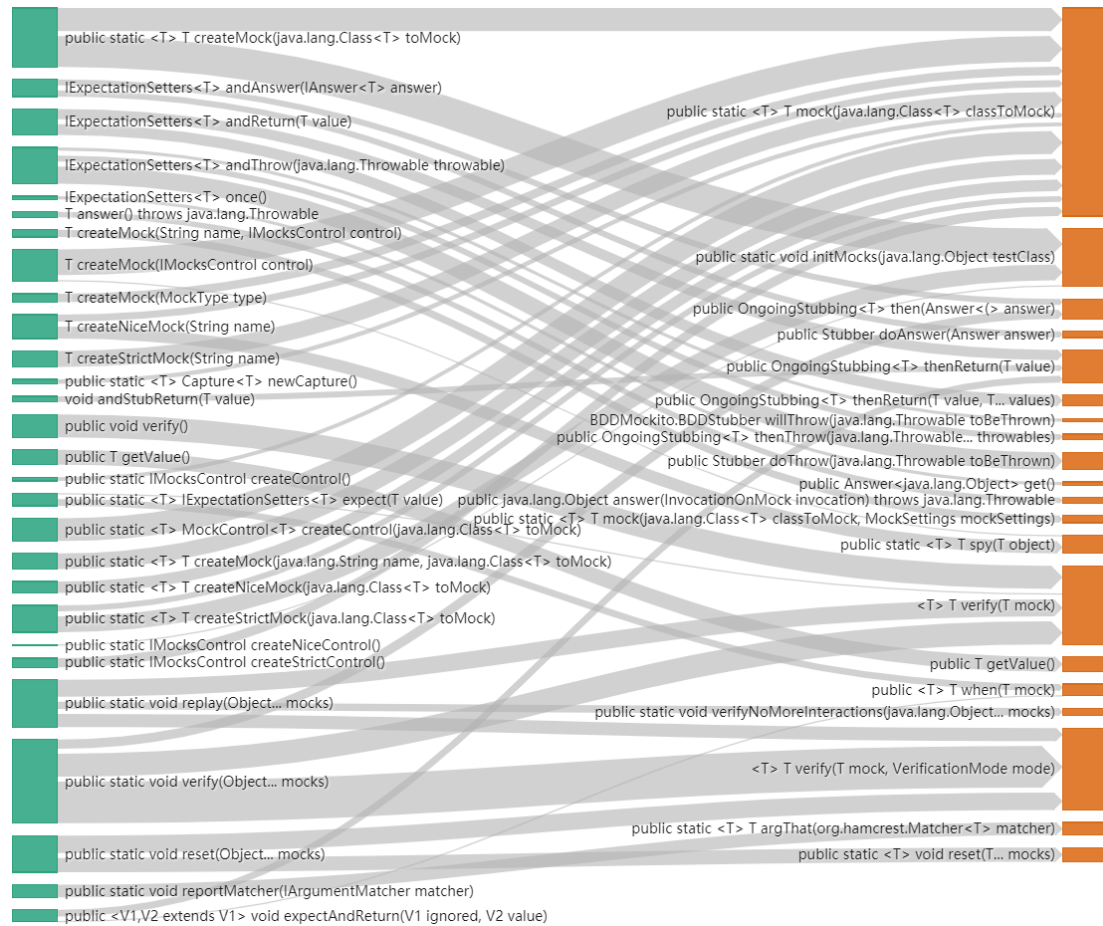 public static <T> T createMock(java.lang.Class<T> toMock)
IExpectationSetters<T> andAnswer(IAnswer<T> answer)
IExpectationSetters<T> andReturn(T value)
IExpectationSetters<T> andThrow(java.lang.Throwable throwable)
IExpectationSetters<T> once()
T answer() throws java.lang.Throwable
T createMock(String name, IMocksControl control)
T createMock(IMocksControl control)
T createMock(MockType type)
T createNiceMock(String name)
T createStrictMock(String name)
public static <T> Capture<T> newCapture()
void andStubReturn(T value)
public void verify()
public T getValue()
public static IMocksControl createControl()
public static <T> IExpectationSetters<T> expect(T value)
public static <T> MockControl<T> createControl(java.lang.Class<T> toMock)
public static <T> T createMock(java.lang.String name, java.lang.Class<T> toMock)
public static <T> T createNiceMock(java.lang.Class<T> toMock)
public static <T> T createStrictMock(java.lang.Class<T> toMock)
public static IMocksControl createNiceControl()
public static IMocksControl createStrictControl()
public static void replay(Object... mocks)
public static void verify(Object... mocks)
public static void reset(Object... mocks)
public static void reportMatcher(IArgumentMatcher matcher)
public <V1,V2 extends V1> void expectAndReturn(V1 ignored, V2 value)
public static <T> T mock(java.lang.Class<T> classToMock)
public static void initMocks(java.lang.Object testClass)
public OngoingStubbing<T> then(Answer<(> answer)
public Stubber doAnswer(Answer answer)
public OngoingStubbing<T> thenReturn(T value)
public OngoingStubbing<T> thenReturn(T value, T... values)
BDDMockito.BDDStubber willThrow(java.lang.Throwable toBeThrown)
public OngoingStubbing<T> thenThrow(java.lang.Throwable... throwables)
public Stubber doThrow(java.lang.Throwable toBeThrown)
public Answer<java.lang.Object> get()
public java.lang.Object answer(InvocationOnMock invocation) throws java.lang.Throwable
public static <T> T mock(java.lang.Class<T> classToMock, MockSettings mockSettings)
public static <T> T spy(T object)
<T> T verify(T mock)
public T getValue()
public <T> T when(T mock)
public static void verifyNoMoreInteractions(java.lang.Object... mocks)
<T> T verify(T mock, VerificationMode mode)
public static <T> T argThat(org.hamcrest.Matcher<T> matcher)
public static <T> void reset(T... mocks)